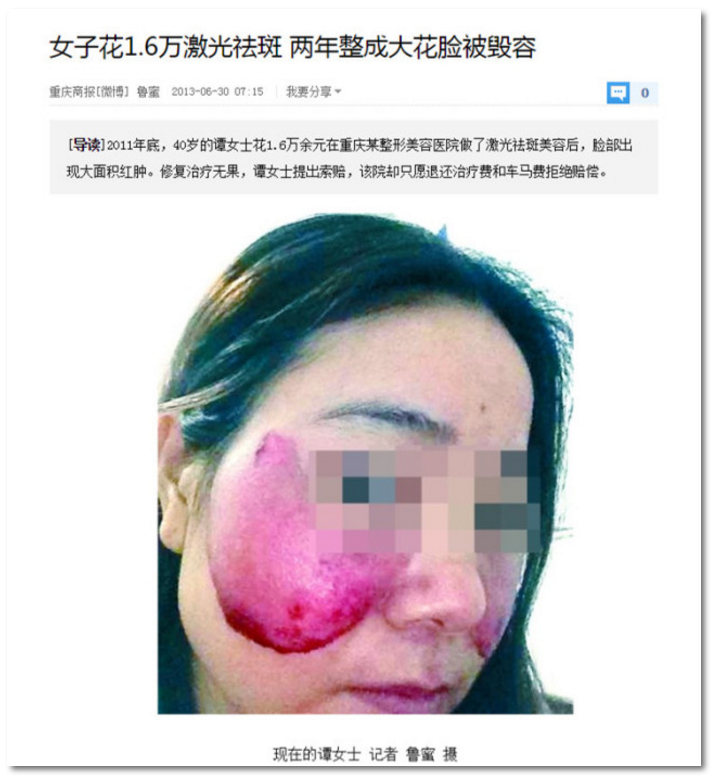 女子花1.6万激光祛斑 两年整成大花脸被毁容
重庆商报[微博] 鲁蜜 2013-06-30 07:15 我要分享 0
[导读]2011年底，40岁的谭女士花1.6万余元在重庆某整形美容医院做了激光祛斑美容后，脸部出
现大面积红肿。修复治疗无果，谭女士提出索赔，该院却只愿退还治疗费和车马费拒绝赔偿。
现在的谭女士 记者 鲁蜜 摄